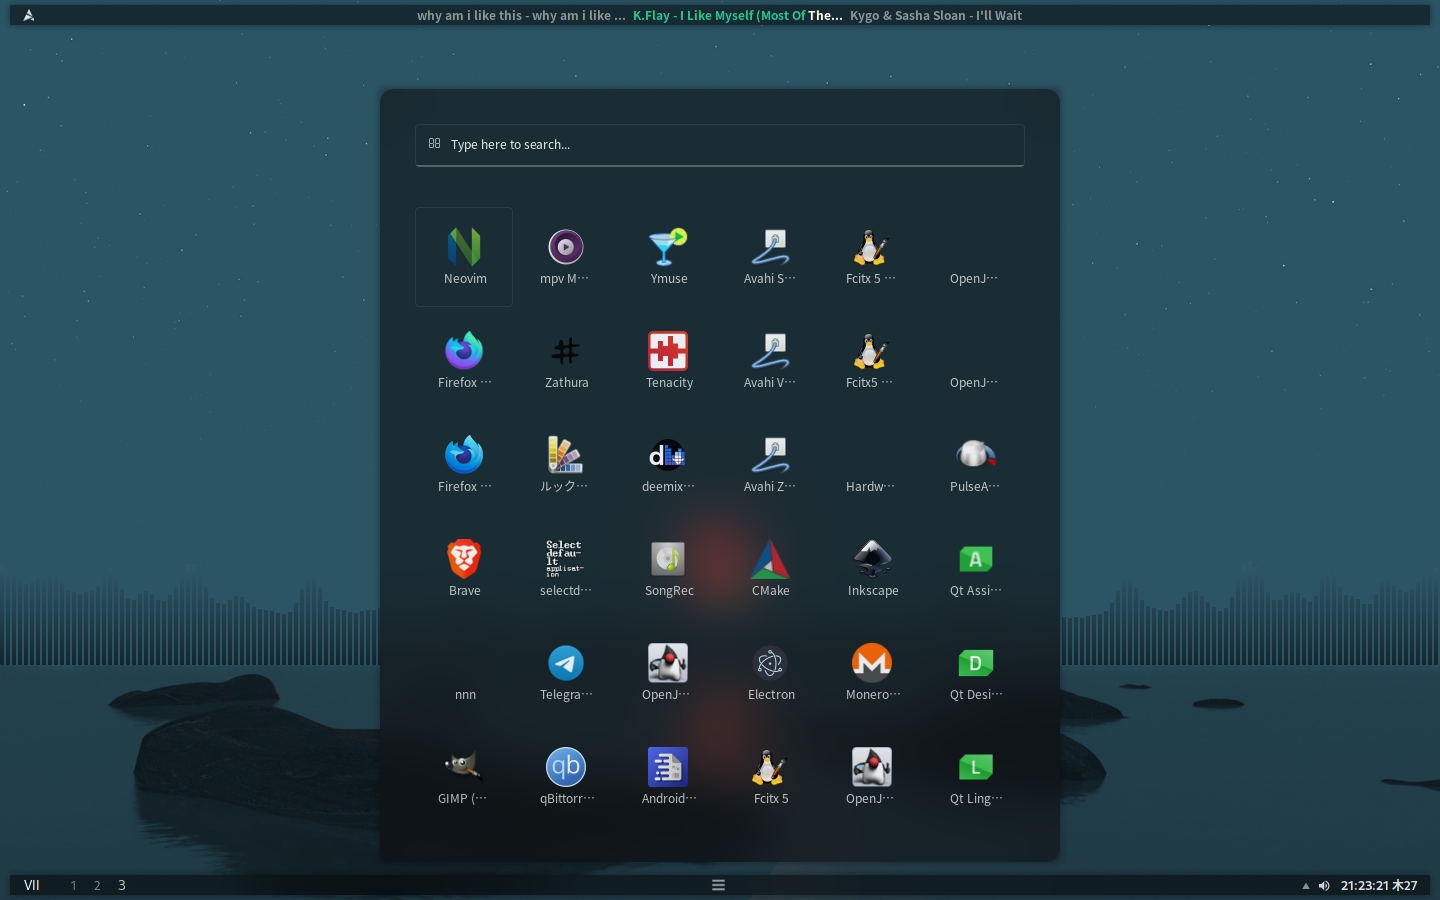 why am i like this - why am i like ... K.Flay - I Like Myself (Most Of The... Kygo & Sasha Sloan - I'll Wait
Type here to search...
Neovim mpv M··· Ymuse Avahi S··· Fcitx 5 ··· OpenJ···
Firefox ··· Zathura Tenacity Avahi V··· Fcitx5 ··· OpenJ···
Firefox ··· ルック··· deemix··· Avahi Z··· Hardw··· PulseA···
Select
defau-
lt
applicat-
ion
Brave selectd··· SongRec CMake Inkscape Qt Assi···
nnn Telegra··· OpenJ··· Electron Monero··· Qt Desi···
GIMP (··· qBittorr··· Android··· Fcitx 5 OpenJ··· Qt Ling···
VII 1 2 3 21:23:21 木27